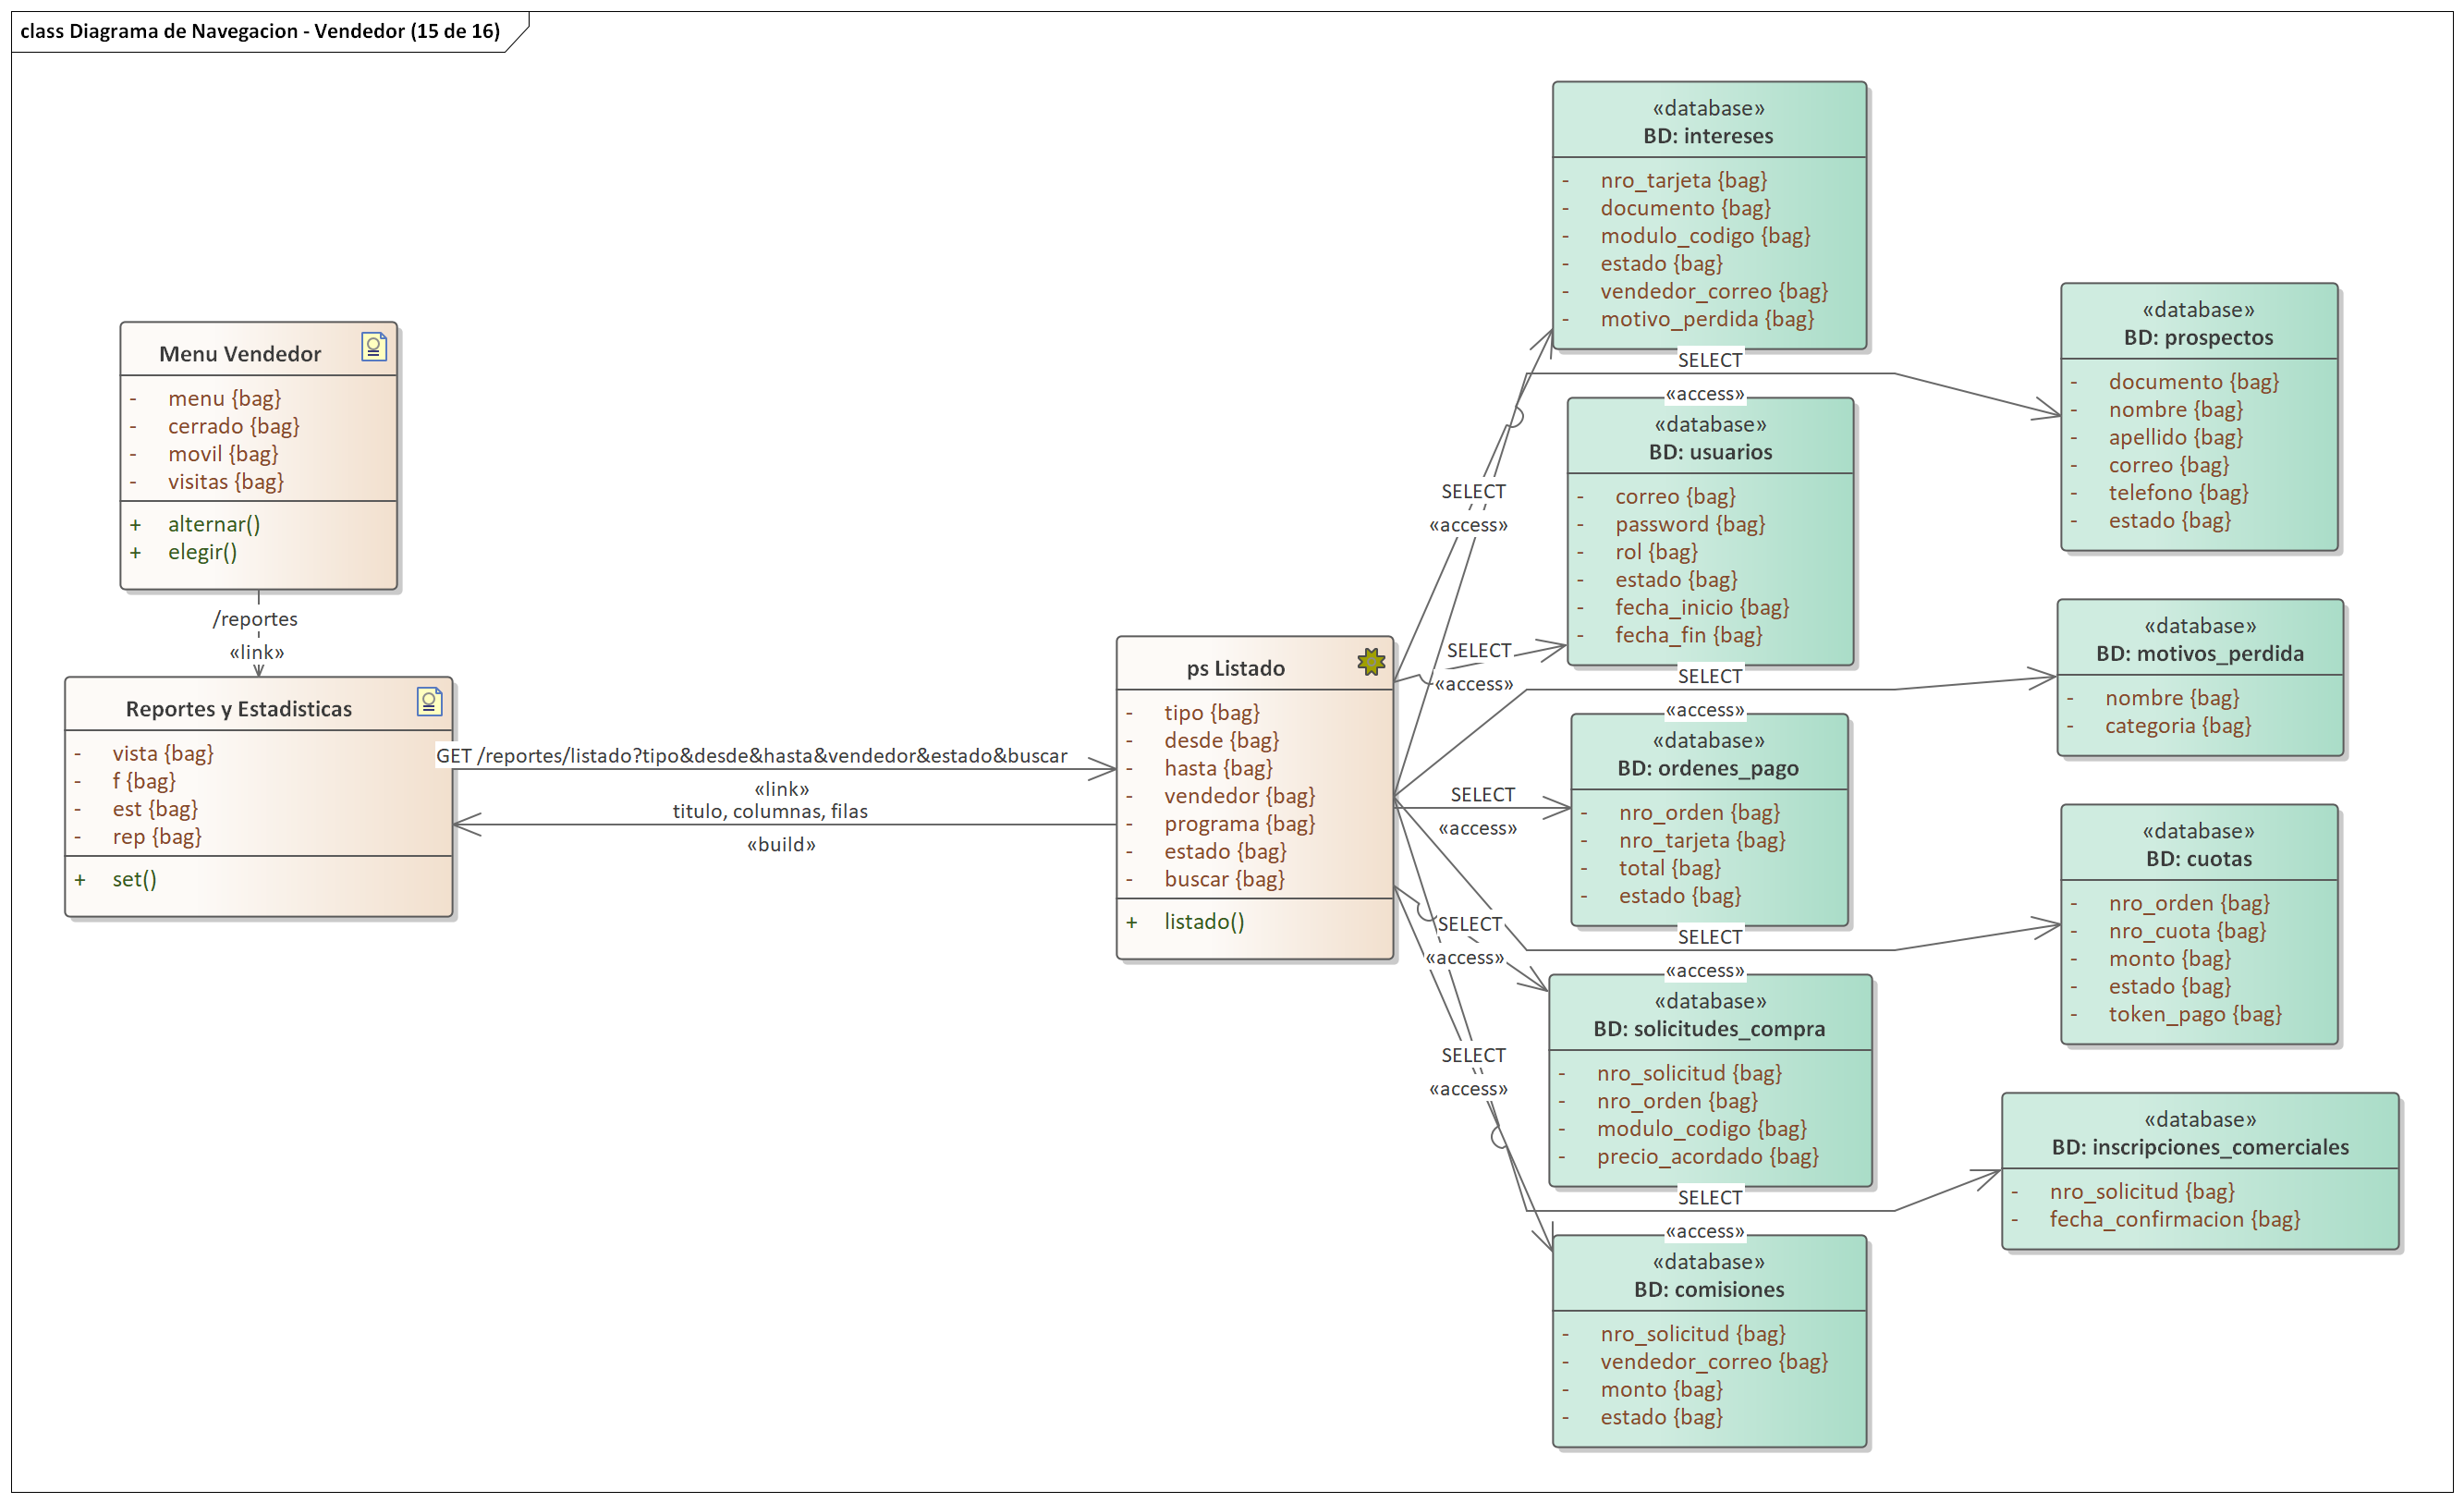 class Diagrama de Navegacion - Vendedor (15 de 16)
Menu Vendedor
- menu {bag}
- cerrado {bag}
- movil {bag}
- visitas {bag}
+ alternar()
+ elegir()
/reportes
«link»
Reportes y Estadisticas
- vista {bag}
- f {bag}
- est {bag}
- rep {bag}
+ set()
GET /reportes/listado?tipo&desde&hasta&vendedor&estado&buscar
«link»
titulo, columnas, filas
«build»
ps Listado
- tipo {bag}
- desde {bag}
- hasta {bag}
- vendedor {bag}
- programa {bag}
- estado {bag}
- buscar {bag}
+ listado()
SELECT
«access»
SELECT
«access»
SELECT
«access»
SELECT
«access»
SELECT
«access»
«database»
BD: intereses
- nro_tarjeta {bag}
- documento {bag}
- modulo_codigo {bag}
- estado {bag}
- vendedor_correo {bag}
- motivo_perdida {bag}
SELECT
«access»
«database»
BD: usuarios
- correo {bag}
- password {bag}
- rol {bag}
- estado {bag}
- fecha_inicio {bag}
- fecha_fin {bag}
SELECT
«access»
«database»
BD: ordenes_pago
- nro_orden {bag}
- nro_tarjeta {bag}
- total {bag}
- estado {bag}
SELECT
«access»
«database»
BD: solicitudes_compra
- nro_solicitud {bag}
- nro_orden {bag}
- modulo_codigo {bag}
- precio_acordado {bag}
SELECT
«access»
«database»
BD: comisiones
- nro_solicitud {bag}
- vendedor_correo {bag}
- monto {bag}
- estado {bag}
«database»
BD: prospectos
- documento {bag}
- nombre {bag}
- apellido {bag}
- correo {bag}
- telefono {bag}
- estado {bag}
«database»
BD: motivos_perdida
- nombre {bag}
- categoria {bag}
«database»
BD: cuotas
- nro_orden {bag}
- nro_cuota {bag}
- monto {bag}
- estado {bag}
- token_pago {bag}
«database»
BD: inscripciones_comerciales
- nro_solicitud {bag}
- fecha_confirmacion {bag}